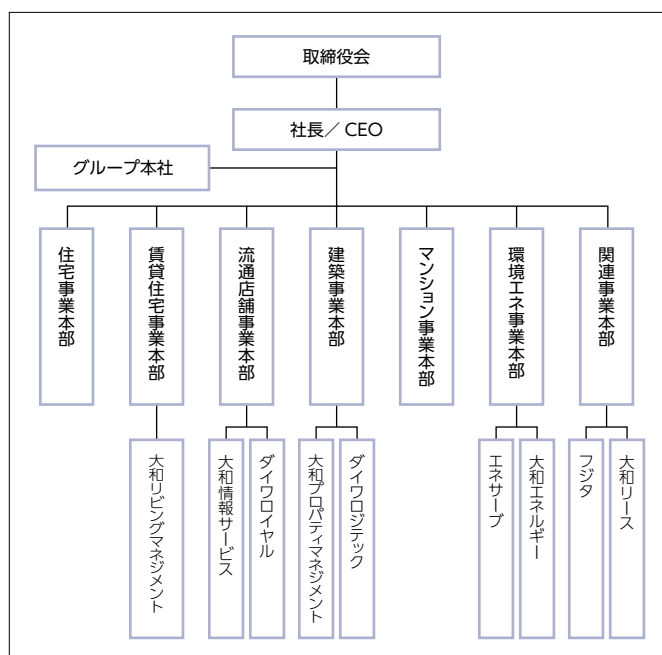 取締役会
社長／CEO
グループ本社
住宅事業本部
賃貸住宅事業本部
流通店舗事業本部
建築事業本部
マンション事業本部
環境エネ事業本部
関連事業本部
大和リビングマネジメント
大和情報サービス
ダイワロイヤル
大和プロパティマネジメント
ダイワロジテック
エネサーブ
大和エネルギー
フジタ
大和リース